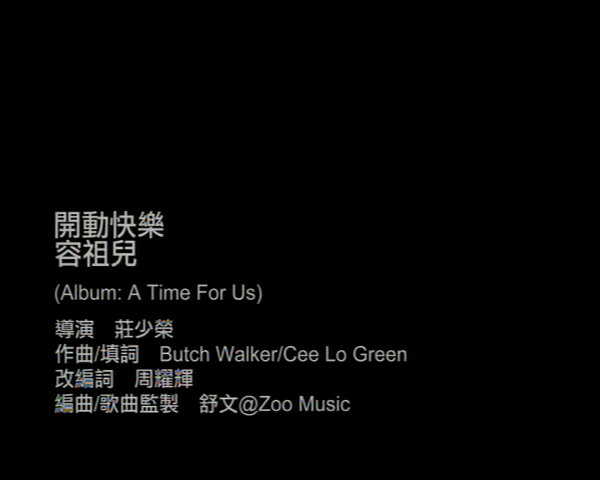 開動快樂
容祖兒
(Album: A Time For Us)
導演 莊少榮
作曲/填詞 Butch Walker/Cee Lo Green
改編詞 周耀輝
編曲/歌曲監製 舒文@Zoo Music